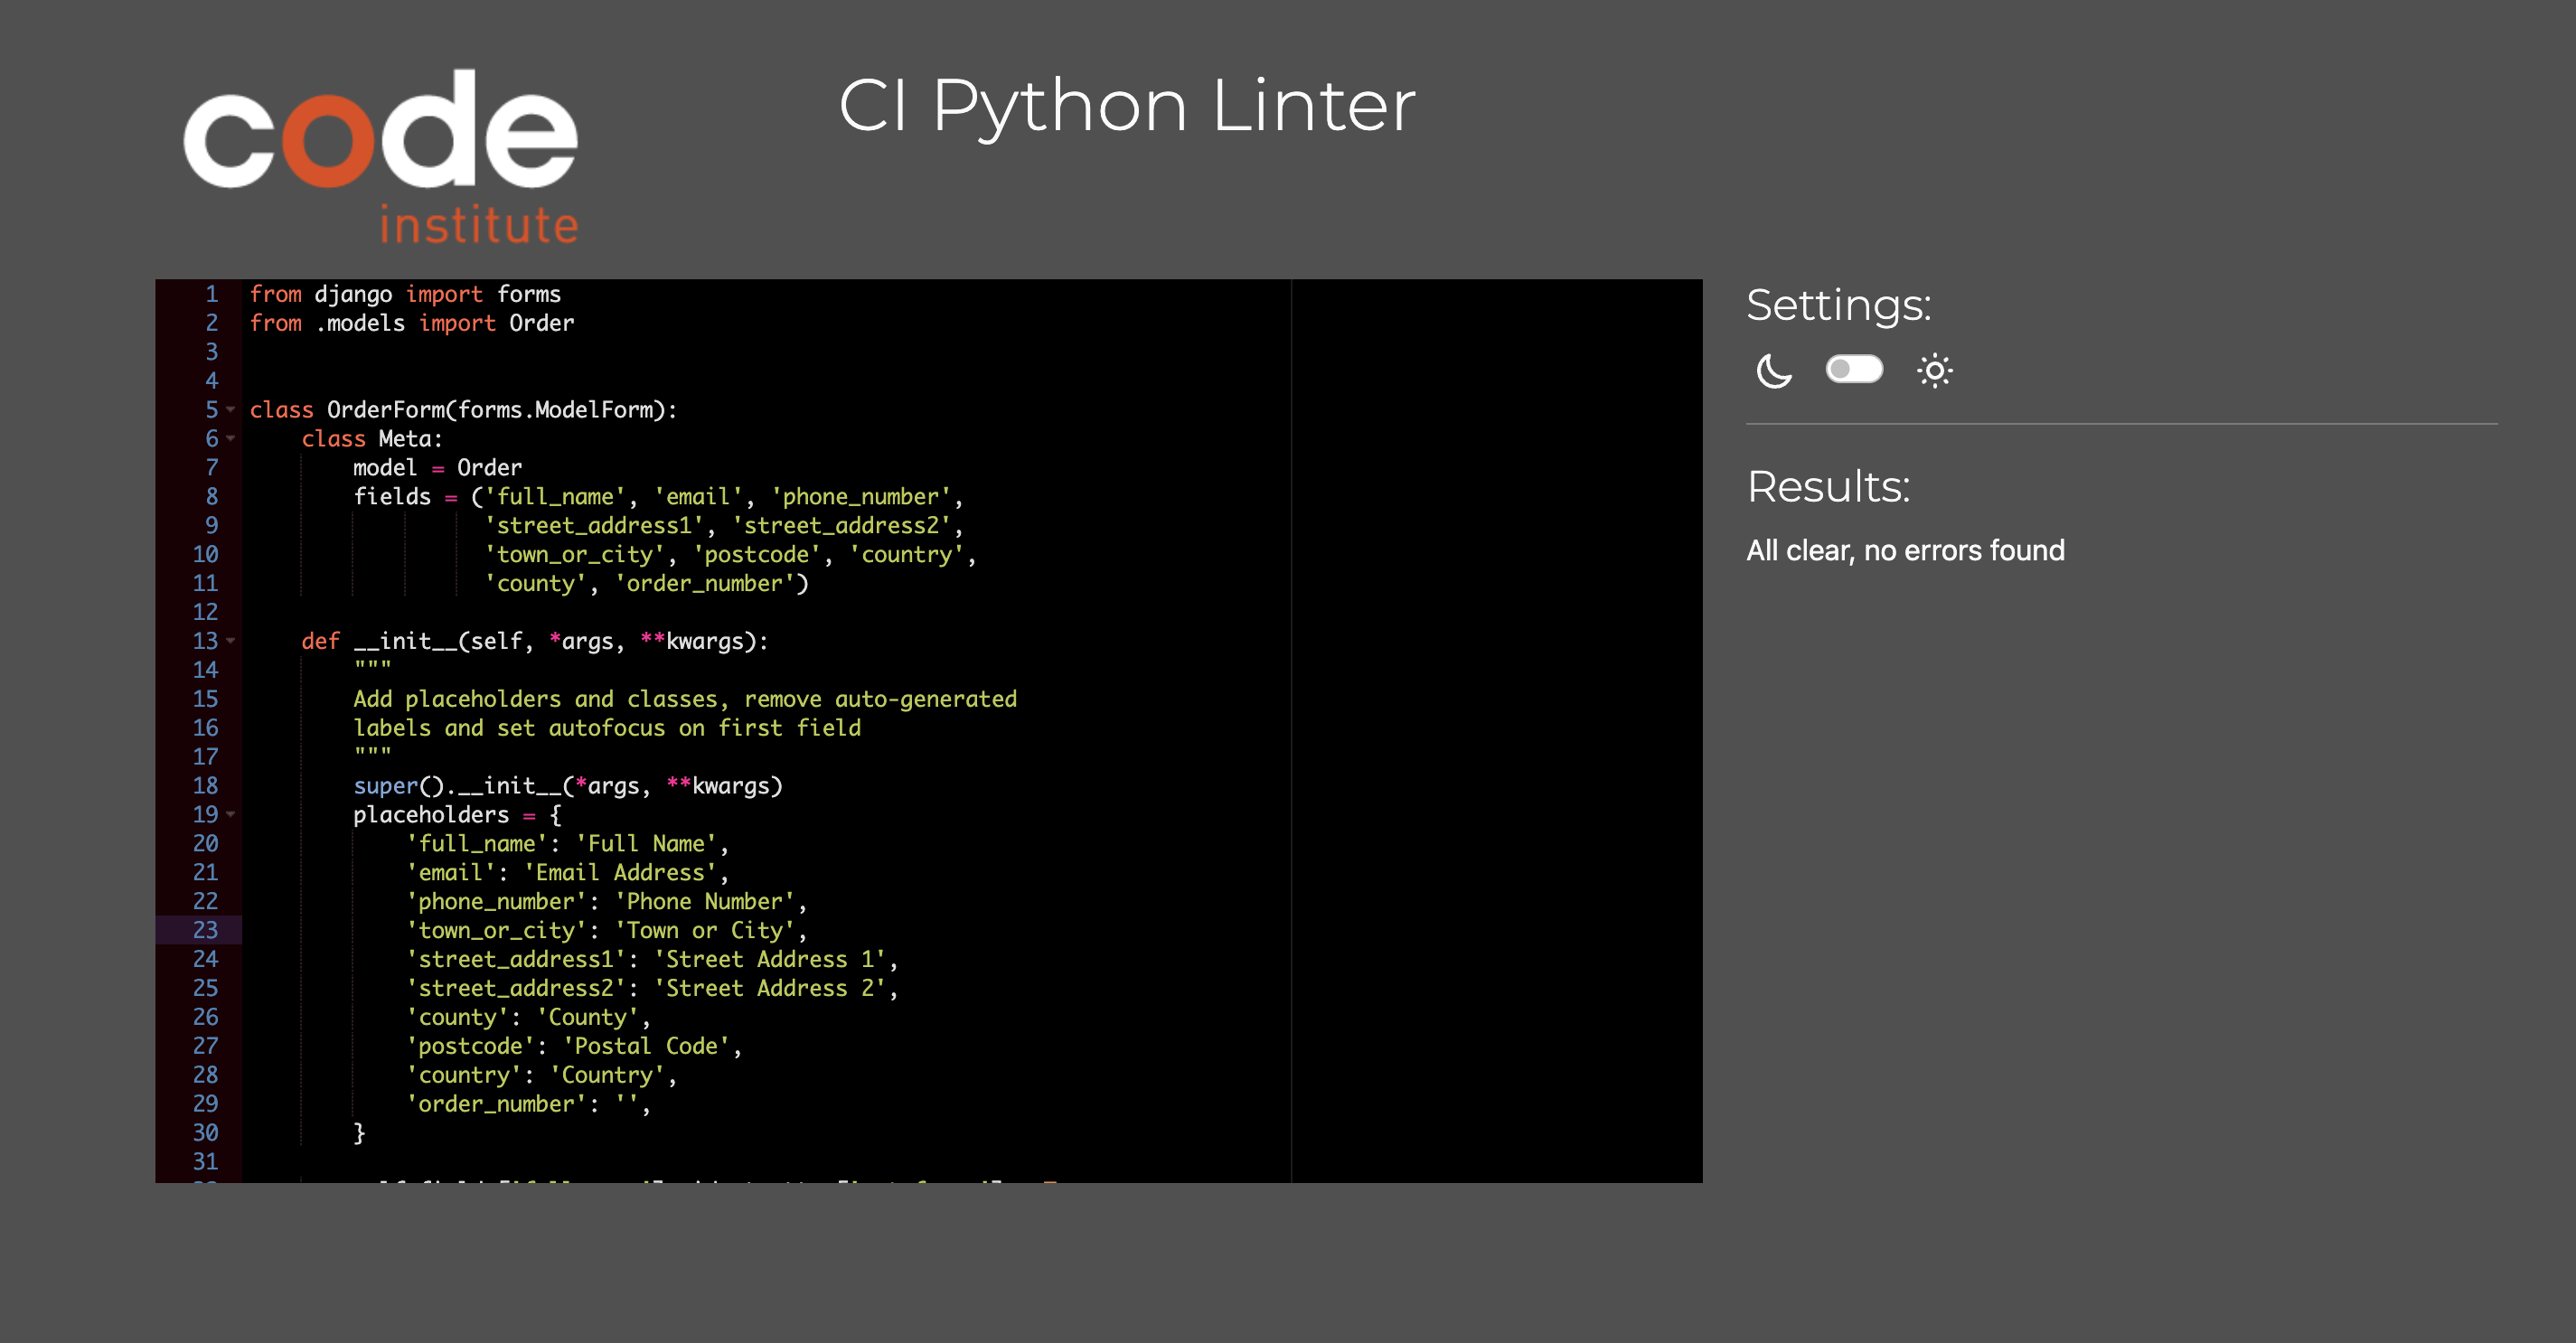 code
institute
CI Python Linter
1 from django import forms
2 from .models import Order
3
4
5 class OrderForm(forms.ModelForm):
6     class Meta:
7         model = Order
8         fields = ('full_name', 'email', 'phone_number',
9                   'street_address1', 'street_address2',
10                   'town_or_city', 'postcode', 'country',
11                   'county', 'order_number')
12
13     def __init__(self, *args, **kwargs):
14         """
15         Add placeholders and classes, remove auto-generated
16         labels and set autofocus on first field
17         """
18         super().__init__(*args, **kwargs)
19         placeholders = {
20             'full_name': 'Full Name',
21             'email': 'Email Address',
22             'phone_number': 'Phone Number',
23             'town_or_city': 'Town or City',
24             'street_address1': 'Street Address 1',
25             'street_address2': 'Street Address 2',
26             'county': 'County',
27             'postcode': 'Postal Code',
28             'country': 'Country',
29             'order_number': '',
30         }
31
Settings:
Results:
All clear, no errors found